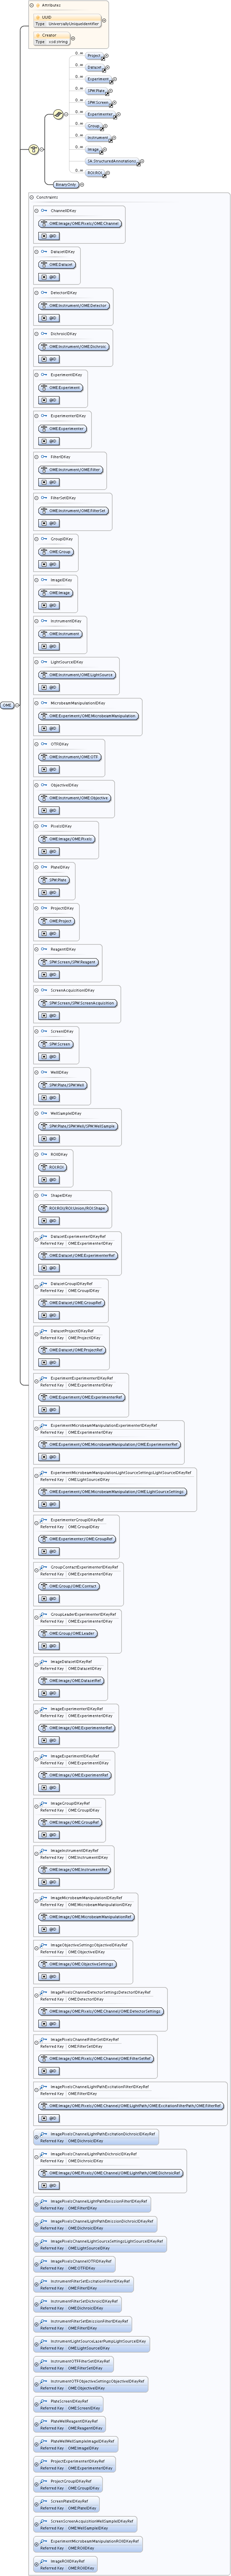 Attributes
UUID
Type UniversallyUniqueIdentifier
Creator
Type xsd:string
0..∞
Project
0..∞
Dataset
0..∞
Experiment
0..∞
SPW:Plate
0..∞
SPW:Screen
0..∞
Experimenter
0..∞
Group
0..∞
Instrument
0..∞
Image
SA:StructuredAnnotations
0..∞
ROI:ROI
BinaryOnly
OME
Constraints
ChannelIDKey
OME:Image/OME:Pixels/OME:Channel
@ID
DatasetIDKey
OME:Dataset
@ID
DetectorIDKey
OME:Instrument/OME:Detector
@ID
DichroicIDKey
OME:Instrument/OME:Dichroic
@ID
ExperimentIDKey
OME:Experiment
@ID
ExperimenterIDKey
OME:Experimenter
@ID
FilterIDKey
OME:Instrument/OME:Filter
@ID
FilterSetIDKey
OME:Instrument/OME:FilterSet
@ID
GroupIDKey
OME:Group
@ID
ImageIDKey
OME:Image
@ID
InstrumentIDKey
OME:Instrument
@ID
LightSourceIDKey
OME:Instrument/OME:LightSource
@ID
MicrobeamManipulationIDKey
OME:Experiment/OME:MicrobeamManipulation
@ID
OTFIDKey
OME:Instrument/OME:OTF
@ID
ObjectiveIDKey
OME:Instrument/OME:Objective
@ID
PixelsIDKey
OME:Image/OME:Pixels
@ID
PlateIDKey
SPW:Plate
@ID
ProjectIDKey
OME:Project
@ID
ReagentIDKey
SPW:Screen/SPW:Reagent
@ID
ScreenAcquisitionIDKey
SPW:Screen/SPW:ScreenAcquisition
@ID
ScreenIDKey
SPW:Screen
@ID
WellIDKey
SPW:Plate/SPW:Well
@ID
WellSampleIDKey
SPW:Plate/SPW:Well/SPW:WellSample
@ID
ROIIDKey
ROI:ROI
@ID
ShapeIDKey
ROI:ROI/ROI:Union/ROI:Shape
@ID
DatasetExperimenterIDKeyRef
Referred Key OME:ExperimenterIDKey
OME:Dataset/OME:ExperimenterRef
@ID
DatasetGroupIDKeyRef
Referred Key OME:GroupIDKey
OME:Dataset/OME:GroupRef
@ID
DatasetProjectIDKeyRef
Referred Key OME:ProjectIDKey
OME:Dataset/OME:ProjectRef
@ID
ExperimentExperimenterIDKeyRef
Referred Key OME:ExperimenterIDKey
OME:Experiment/OME:ExperimenterRef
@ID
ExperimentMicrobeamManipulationExperimenterIDKeyRef
Referred Key OME:ExperimenterIDKey
OME:Experiment/OME:MicrobeamManipulation/OME:ExperimenterRef
@ID
ExperimentMicrobeamManipulationLightSourceSettingsLightSourceIDKeyRef
Referred Key OME:LightSourceIDKey
OME:Experiment/OME:MicrobeamManipulation/OME:LightSourceSettings
@ID
ExperimenterGroupIDKeyRef
Referred Key OME:GroupIDKey
OME:Experimenter/OME:GroupRef
@ID
GroupContactExperimenterIDKeyRef
Referred Key OME:ExperimenterIDKey
OME:Group/OME:Contact
@ID
GroupLeaderExperimenterIDKeyRef
Referred Key OME:ExperimenterIDKey
OME:Group/OME:Leader
@ID
ImageDatasetIDKeyRef
Referred Key OME:DatasetIDKey
OME:Image/OME:DatasetRef
@ID
ImageExperimenterIDKeyRef
Referred Key OME:ExperimenterIDKey
OME:Image/OME:ExperimenterRef
@ID
ImageExperimentIDKeyRef
Referred Key OME:ExperimentIDKey
OME:Image/OME:ExperimentRef
@ID
ImageGroupIDKeyRef
Referred Key OME:GroupIDKey
OME:Image/OME:GroupRef
@ID
ImageInstrumentIDKeyRef
Referred Key OME:InstrumentIDKey
OME:Image/OME:InstrumentRef
@ID
ImageMicrobeamManipulationIDKeyRef
Referred Key OME:MicrobeamManipulationIDKey
OME:Image/OME:MicrobeamManipulationRef
@ID
ImageObjectiveSettingsObjectiveIDKeyRef
Referred Key OME:ObjectiveIDKey
OME:Image/OME:ObjectiveSettings
@ID
ImagePixelsChannelDetectorSettingsDetectorIDKeyRef
Referred Key OME:DetectorIDKey
OME:Image/OME:Pixels/OME:Channel/OME:DetectorSettings
@ID
ImagePixelsChannelFilterSetIDKeyRef
Referred Key OME:FilterSetIDKey
OME:Image/OME:Pixels/OME:Channel/OME:FilterSetRef
@ID
ImagePixelsChannelLightPathExcitationFilterIDKeyRef
Referred Key OME:FilterIDKey
OME:Image/OME:Pixels/OME:Channel/OME:LightPath/OME:ExcitationFilterPath/OME:FilterRef
@ID
ImagePixelsChannelLightPathExcitationDichroicIDKeyRef
Referred Key OME:DichroicIDKey
ImagePixelsChannelLightPathDichroicIDKeyRef
Referred Key OME:DichroicIDKey
OME:Image/OME:Pixels/OME:Channel/OME:LightPath/OME:DichroicRef
@ID
ImagePixelsChannelLightPathEmissionFilterIDKeyRef
Referred Key OME:FilterIDKey
ImagePixelsChannelLightPathEmissionDichroicIDKeyRef
Referred Key OME:DichroicIDKey
ImagePixelsChannelLightSourceSettingsLightSourceIDKeyRef
Referred Key OME:LightSourceIDKey
ImagePixelsChannelOTFIDKeyRef
Referred Key OME:OTFIDKey
InstrumentFilterSetExcitationFilterIDKeyRef
Referred Key OME:FilterIDKey
InstrumentFilterSetDichroicIDKeyRef
Referred Key OME:DichroicIDKey
InstrumentFilterSetEmissionFilterIDKeyRef
Referred Key OME:FilterIDKey
InstrumentLightSourceLaserPumpLightSourceIDKeyRef
Referred Key OME:LightSourceIDKey
InstrumentOTFFilterSetIDKeyRef
Referred Key OME:FilterSetIDKey
InstrumentOTFObjectiveSettingsObjectiveIDKeyRef
Referred Key OME:ObjectiveIDKey
PlateScreenIDKeyRef
Referred Key OME:ScreenIDKey
PlateWellReagentIDKeyRef
Referred Key OME:ReagentIDKey
PlateWellWellSampleImageIDKeyRef
Referred Key OME:ImageIDKey
ProjectExperimenterIDKeyRef
Referred Key OME:ExperimenterIDKey
ProjectGroupIDKeyRef
Referred Key OME:GroupIDKey
ScreenPlateIDKeyRef
Referred Key OME:PlateIDKey
ScreenScreenAcquisitionWellSampleIDKeyRef
Referred Key OME:WellSampleIDKey
ExperimentMicrobeamManipulationROIIDKeyRef
Referred Key OME:ROIIDKey
ImageROIIDKeyRef
Referred Key OME:ROIIDKey